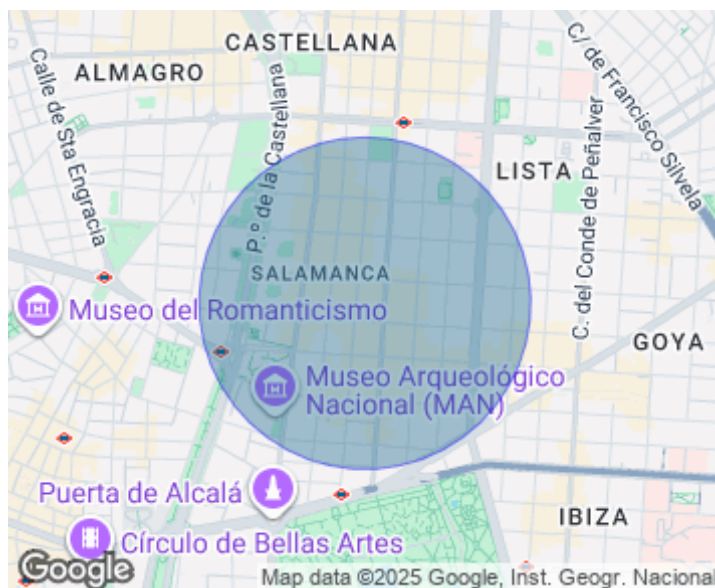 CASTELLANA
ALMAGRO
C/ de Francisco Silvela
Calle de Sta Engracia
P.º de la Castellana
C. del Conde de Peñalver
LISTA
SALAMANCA
Museo del Romanticismo
GOYA
Museo Arqueológico
Nacional (MAN)
Puerta de Alcalá
IBIZA
Círculo de Bellas Artes
Google
Map data ©2025 Google, Inst. Geogr. Nacional